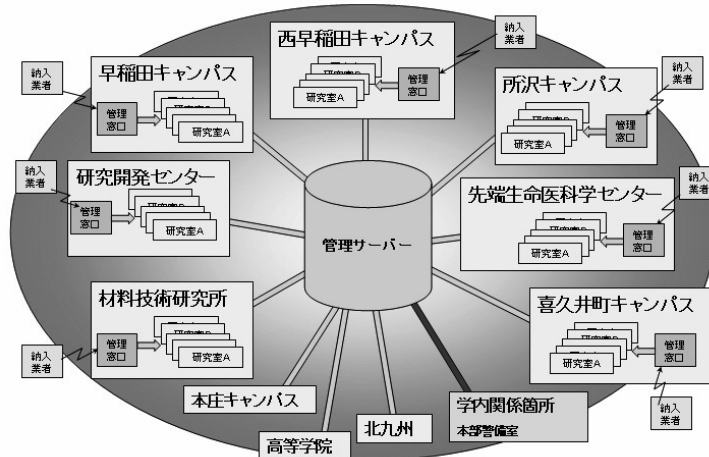 納入
業者
西早稲田キャンパス
管理
窓口
研究室A
納入
業者
早稲田キャンパス
管理
窓口
研究室A
納入
業者
所沢キャンパス
管理
窓口
研究室A
納入
業者
研究開発センター
管理
窓口
研究室A
管理サーバー
納入
業者
先端生命医科学センター
管理
窓口
研究室A
納入
業者
材料技術研究所
管理
窓口
研究室A
喜久井町キャンパス
管理
窓口
研究室A
納入
業者
本庄キャンパス
高等学院
北九州
学内関係箇所
本部警備室